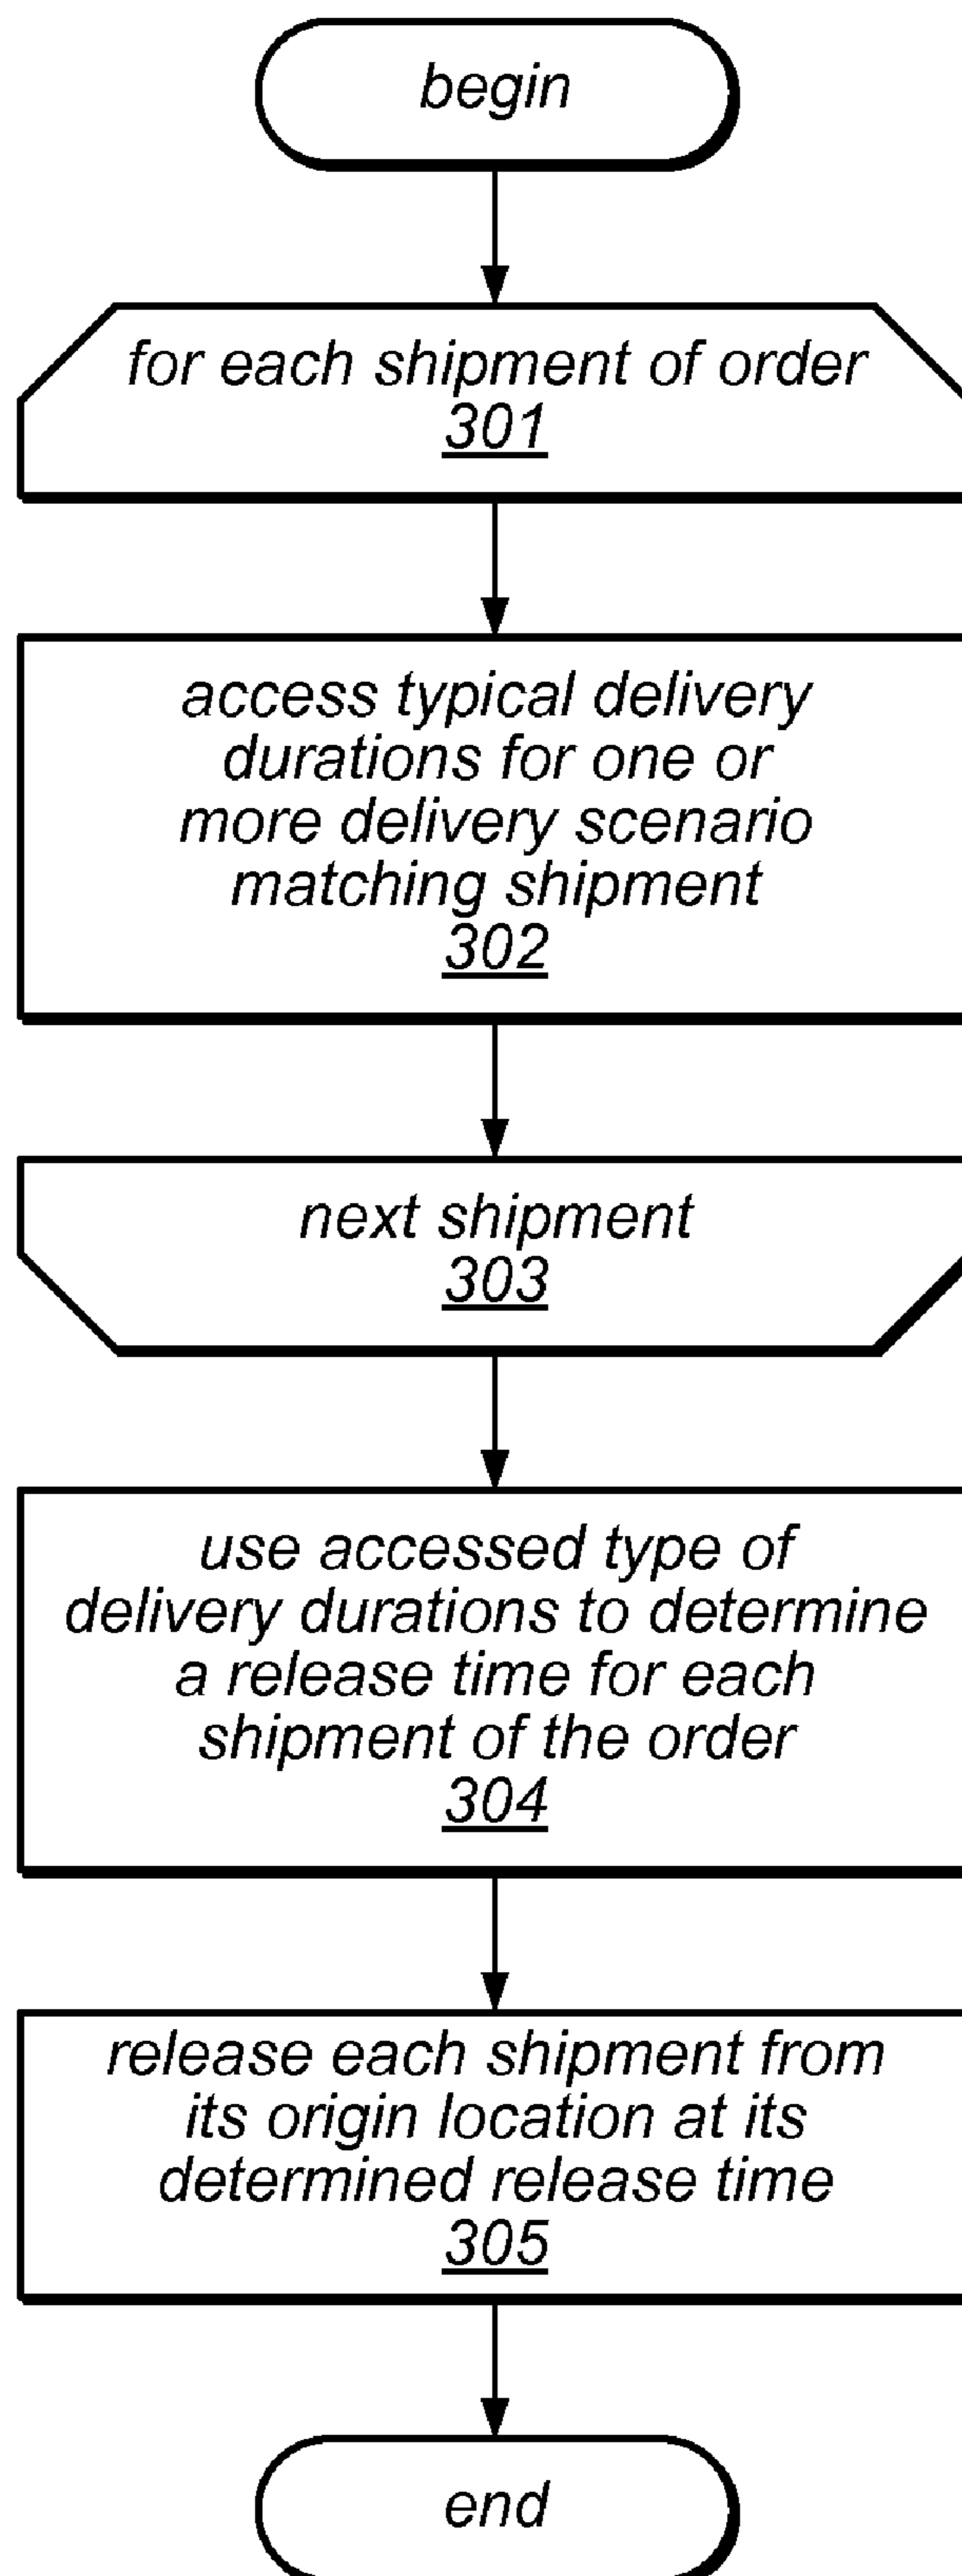 begin
for each shipment of order
301
access typical delivery
durations for one or
more delivery scenario
matching shipment
302
next shipment
303
use accessed type of
delivery durations to determine
a release time for each
shipment of the order
304
release each shipment from
its origin location at its
determined release time
305
end